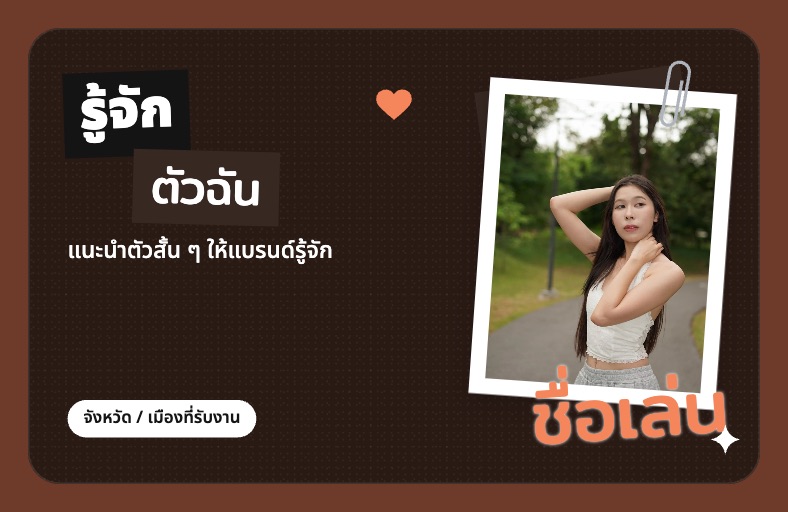 รู้จัก
ตัวฉัน
แนะนำตัวสั้น ๆ ให้แบรนด์รู้จัก
จังหวัด / เมืองที่รับงาน
ชื่อเล่น